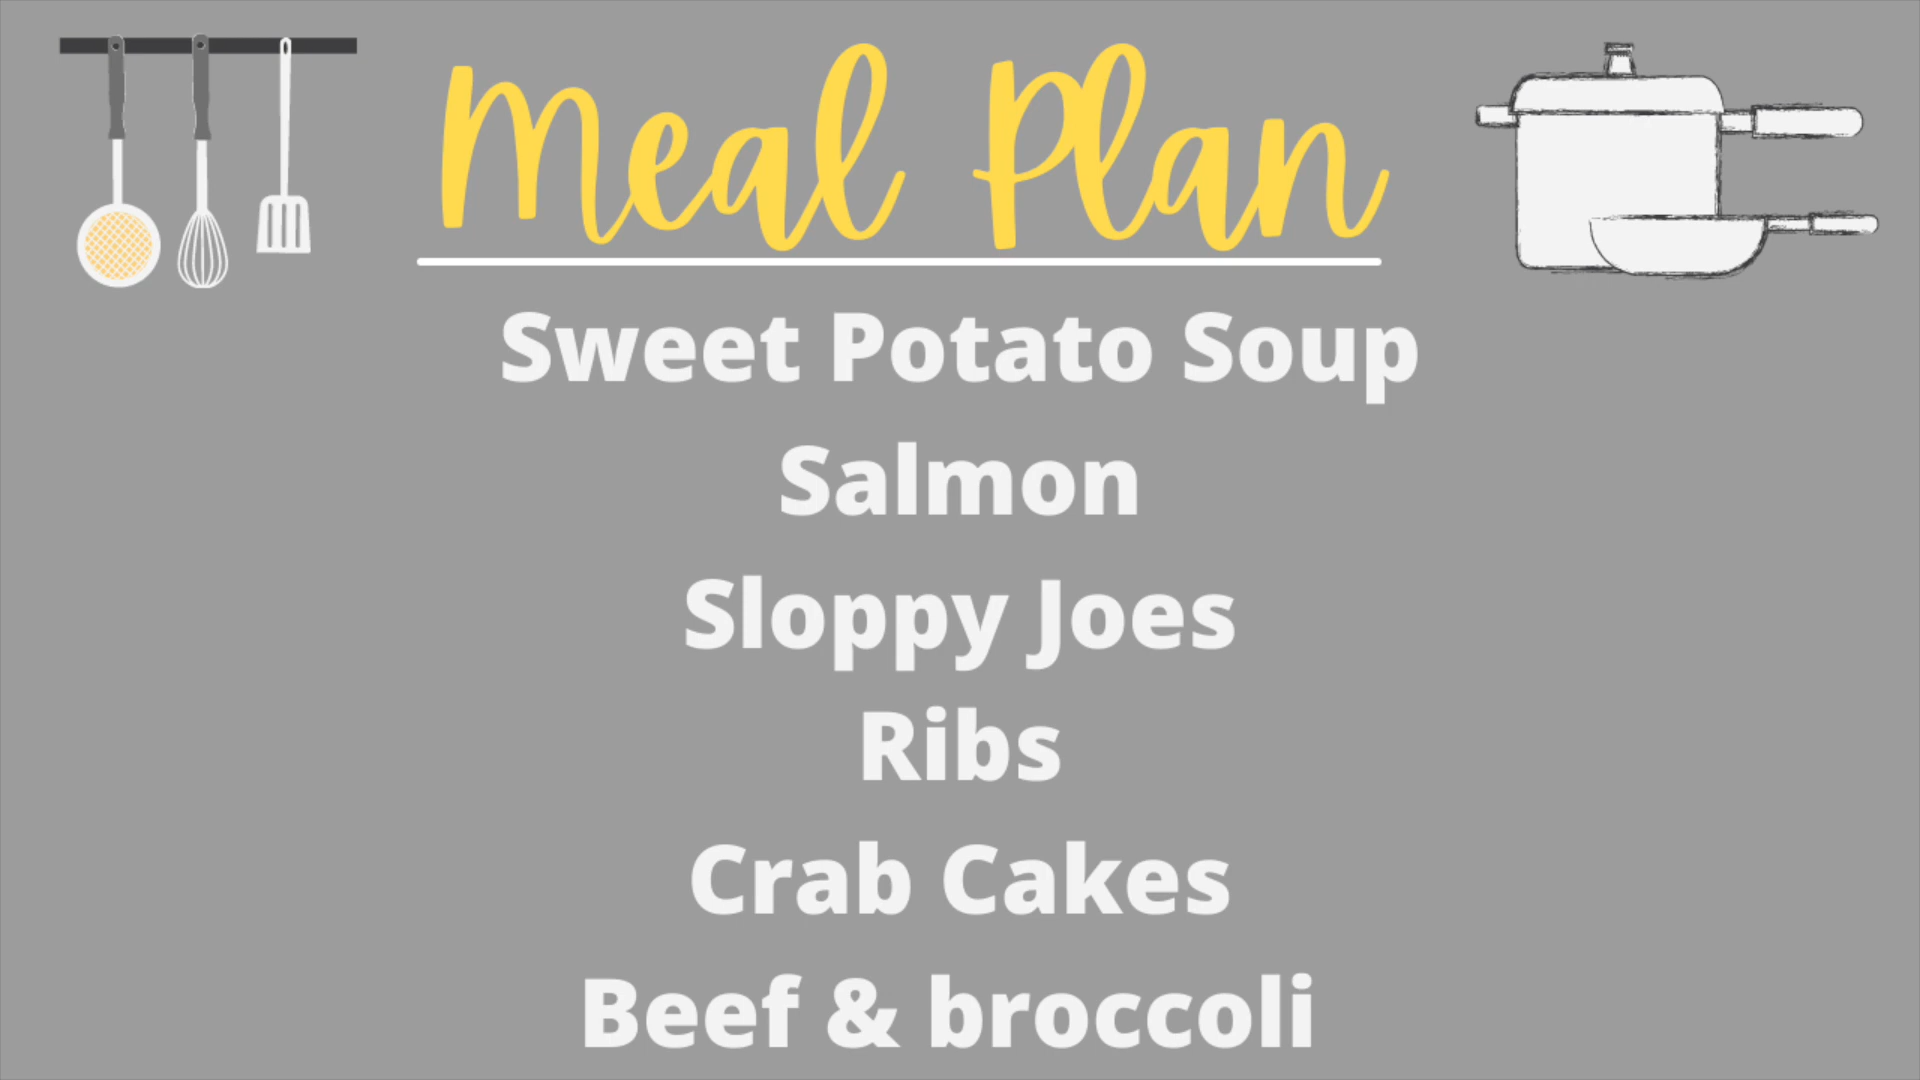 Meal Plan
Sweet Potato Soup
Salmon
Sloppy Joes
Ribs
Crab Cakes
Beef & broccoli